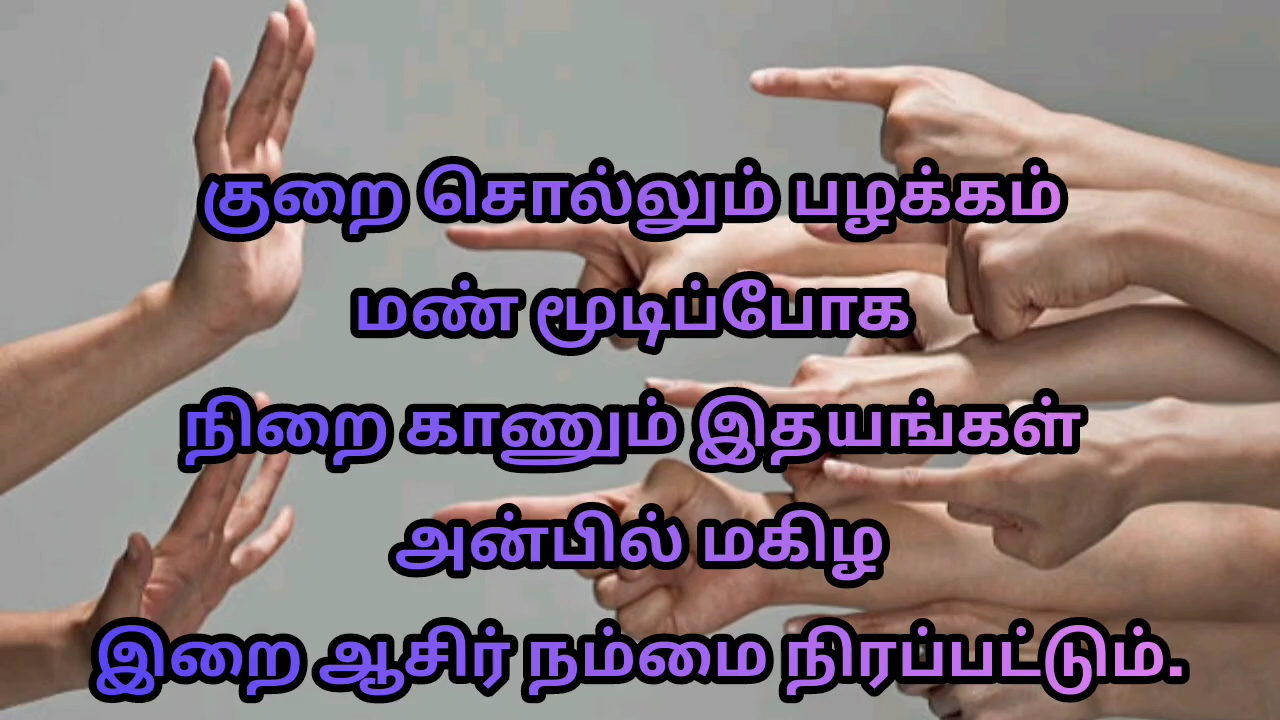 குறை சொல்லும் பழக்கம்
மண் மூடிப்போக
நிறை காணும் இதயங்கள்
அன்பில் மகிழ
இறை ஆசிர் நம்மை நிரப்பட்டும்.